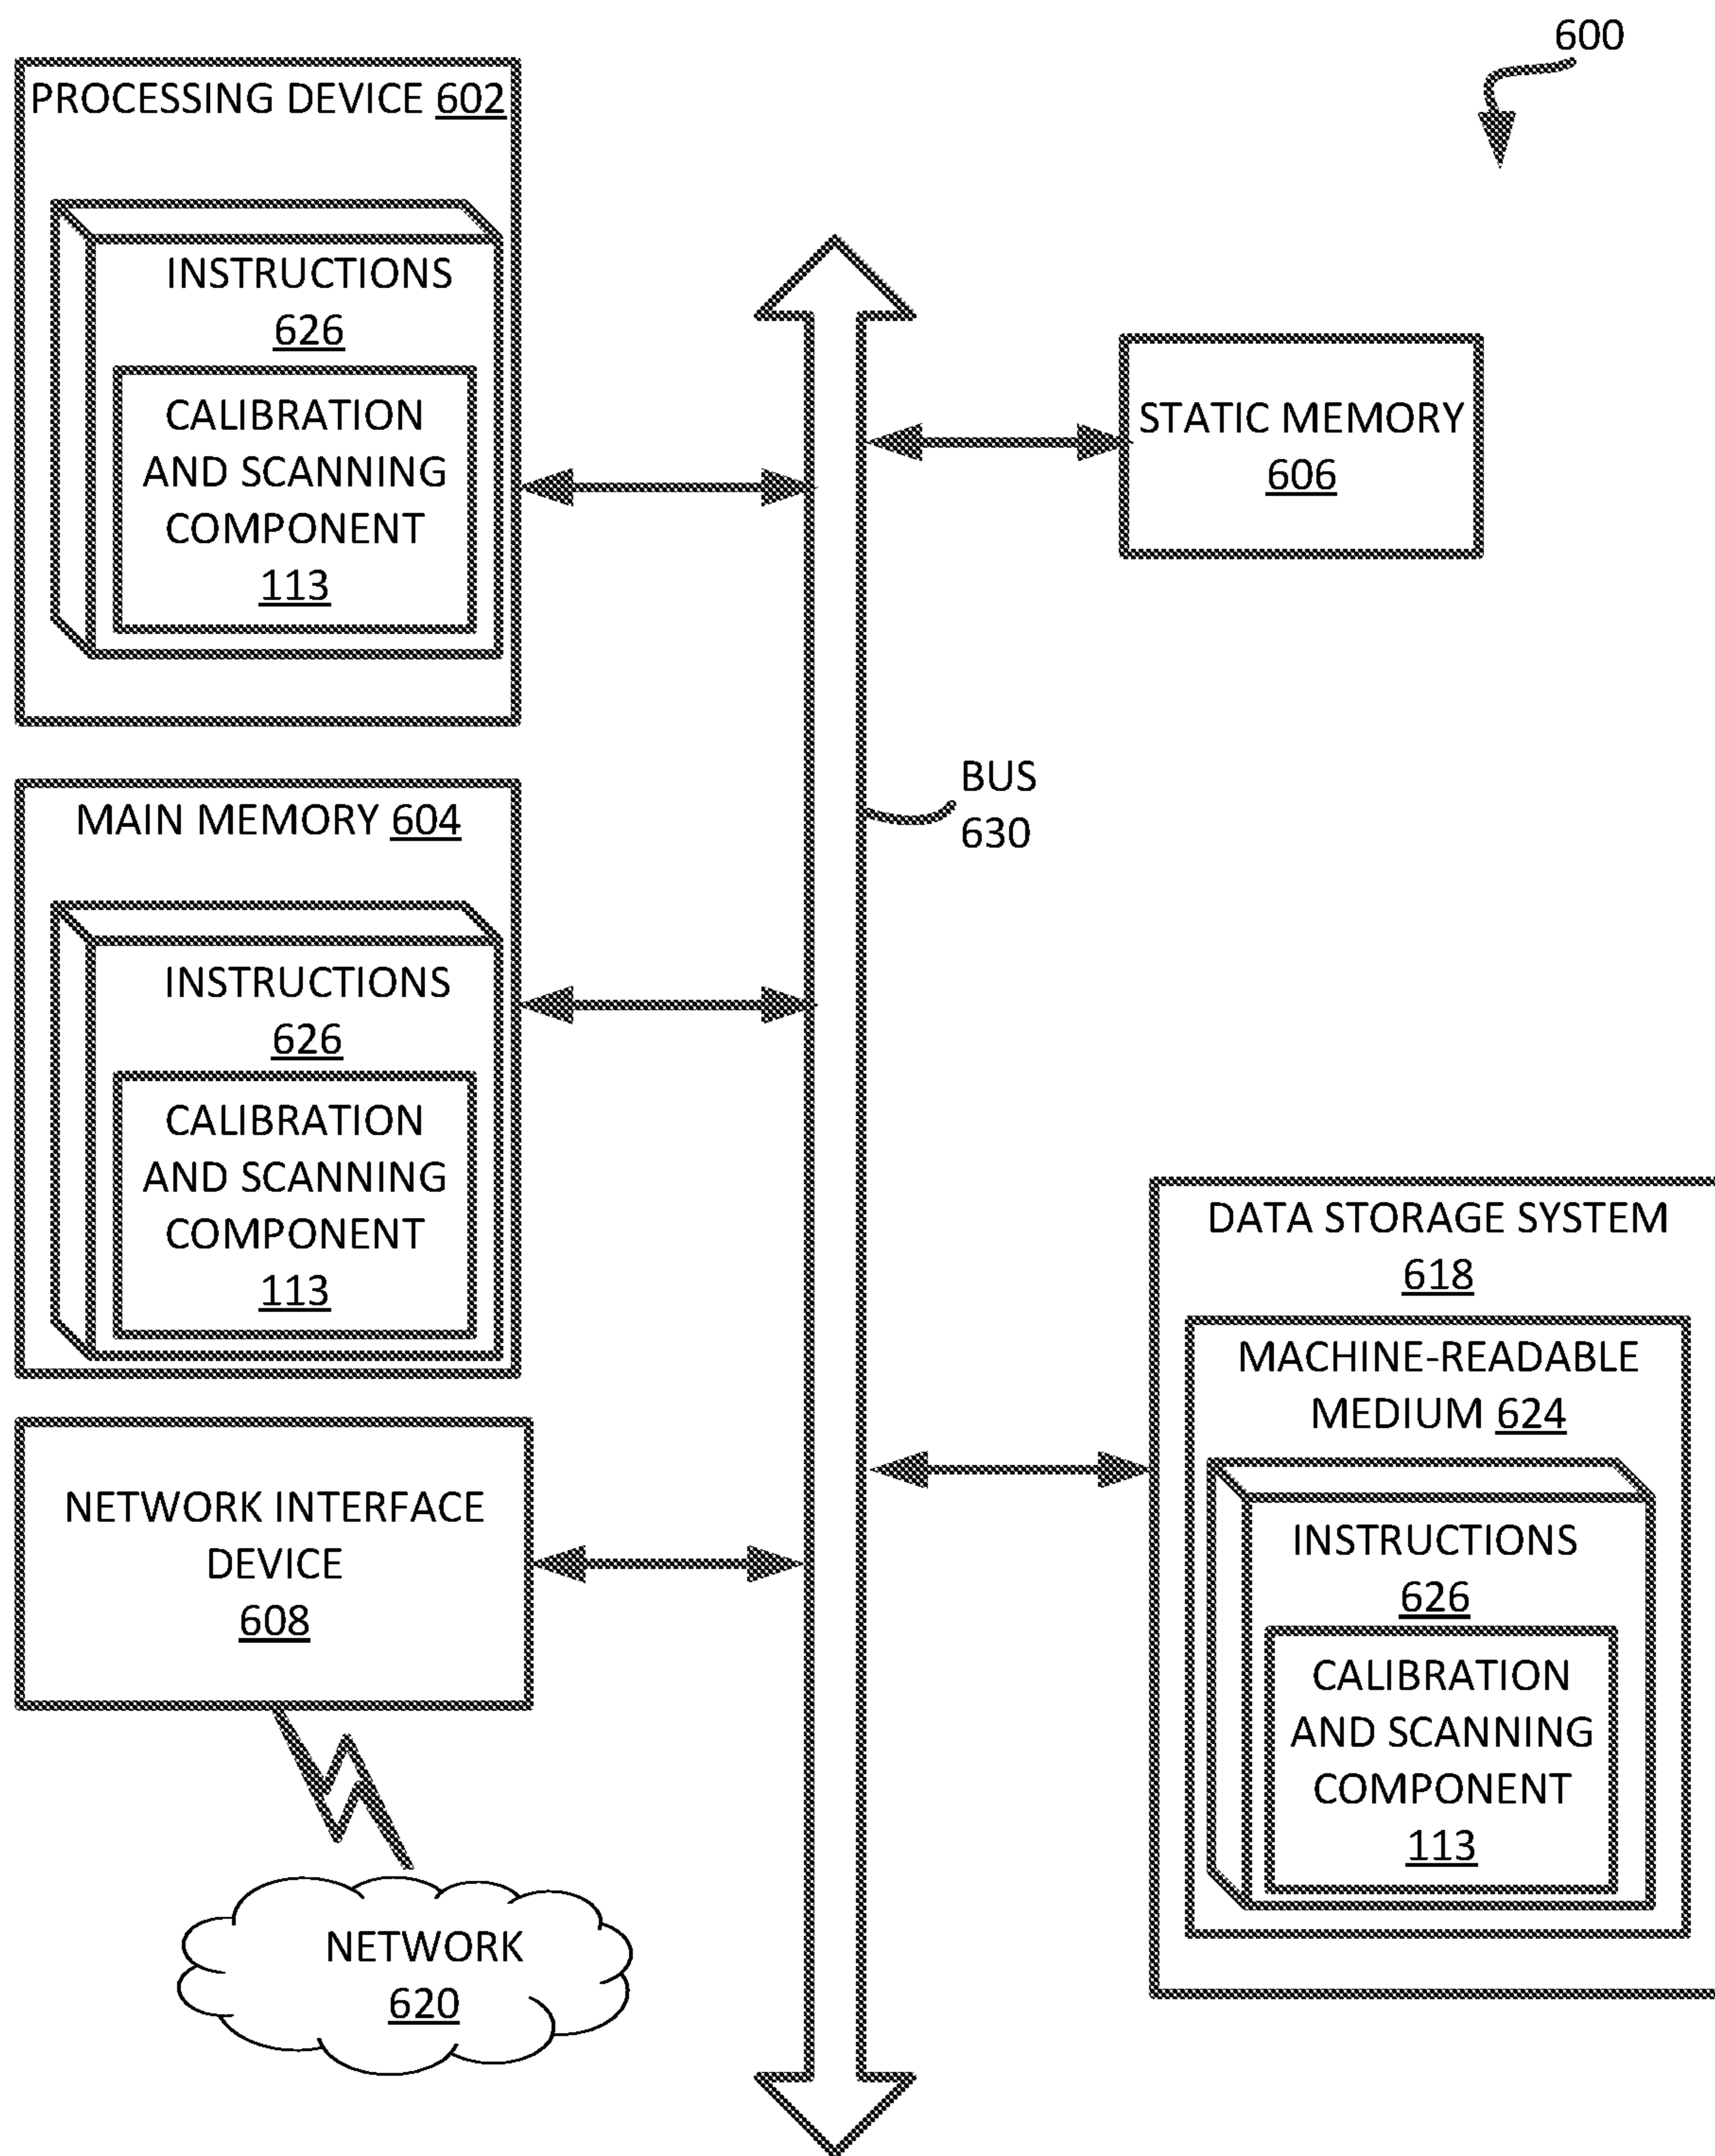 600
PROCESSING DEVICE 602
INSTRUCTIONS
626
CALIBRATION
AND SCANNING
COMPONENT
113
STATIC MEMORY
606
BUS
630
MAIN MEMORY 604
INSTRUCTIONS
626
CALIBRATION
AND SCANNING
COMPONENT
113
DATA STORAGE SYSTEM
618
MACHINE-READABLE
MEDIUM 624
INSTRUCTIONS
626
CALIBRATION
AND SCANNING
COMPONENT
113
NETWORK INTERFACE
DEVICE
608
NETWORK
620